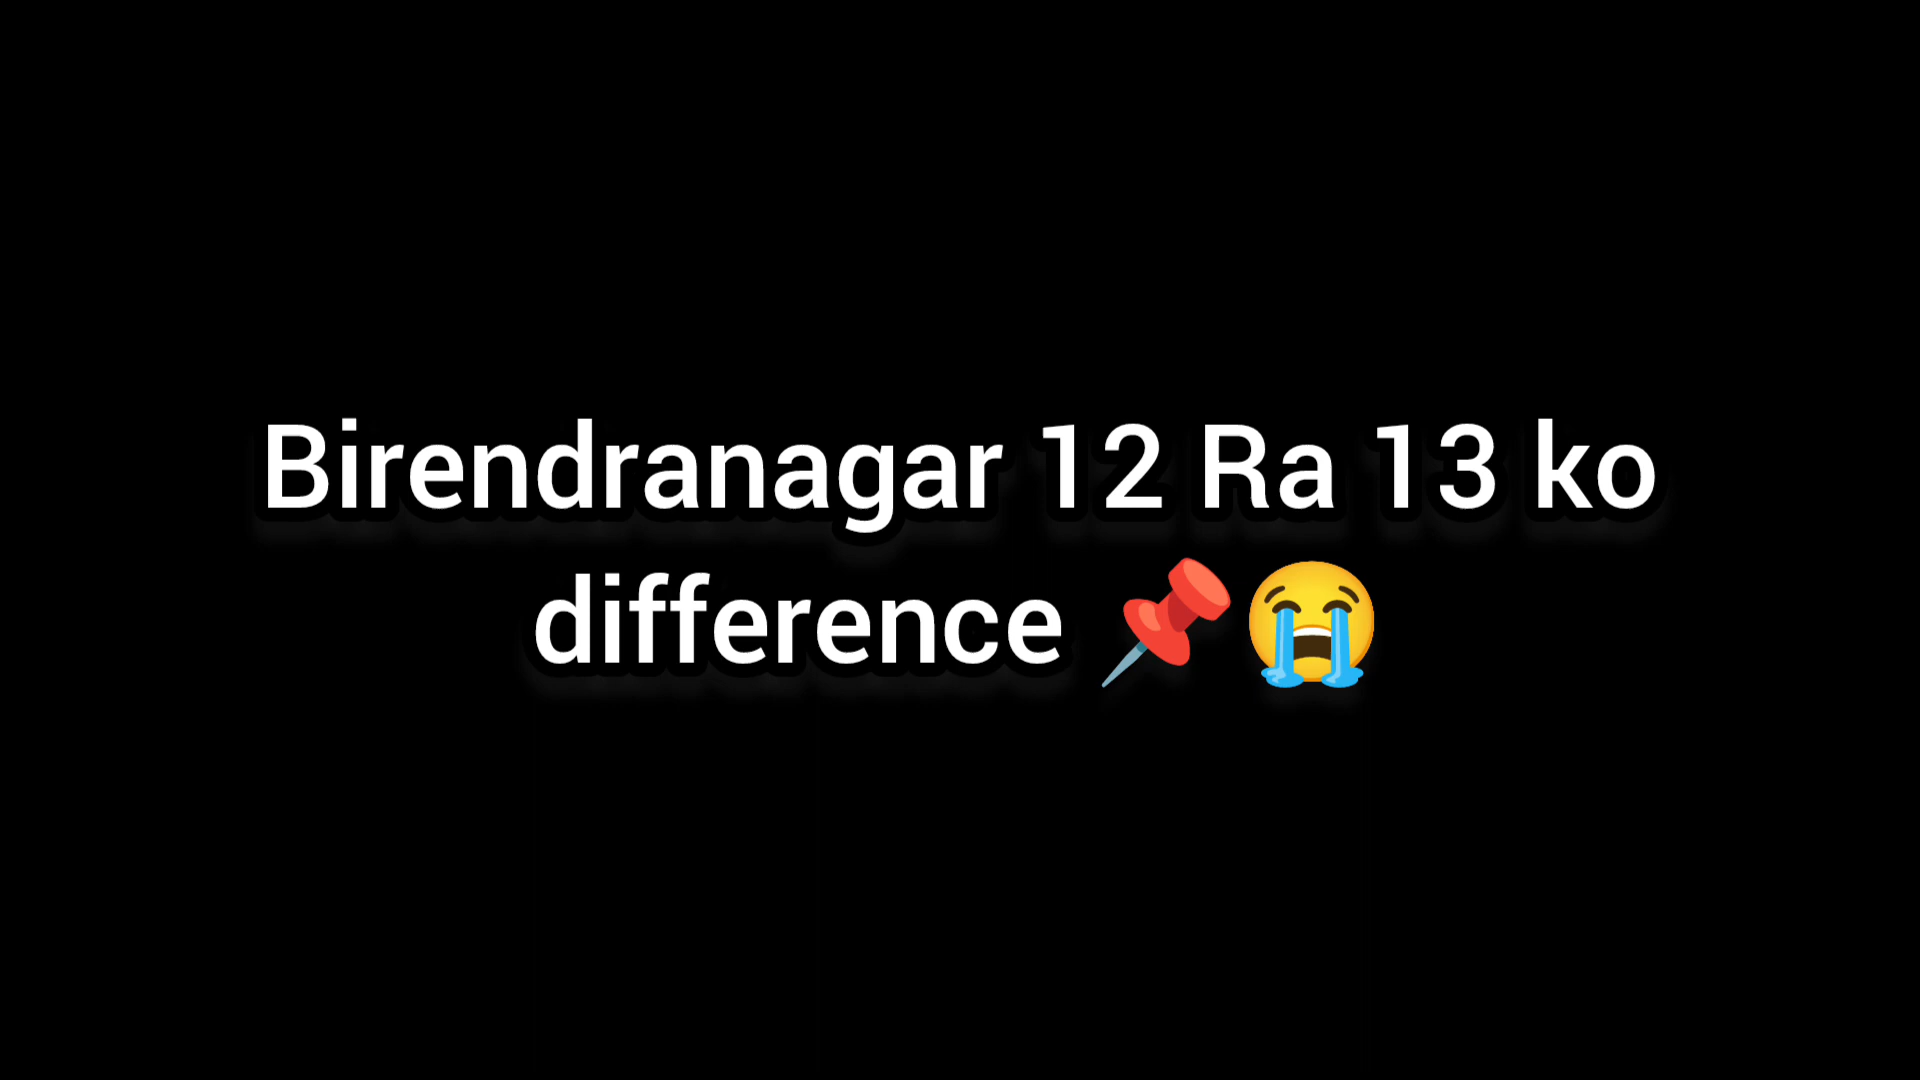 Birendranagar 12 Ra 13 ko
difference 📌😭